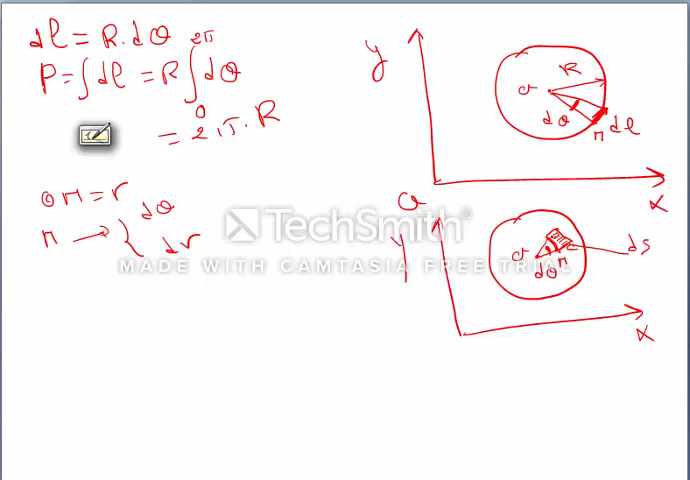 dl = R.dθ
P = ∫ dl = R ∫₀^2π dθ
= 2π.R
OM = r
M → { dθ
dr
y
R
O
dθ
M
dl
x
O
y
O
dθ
M
ds
x
TechSmith®
MADE WITH CAMTASIA FREE TRIAL